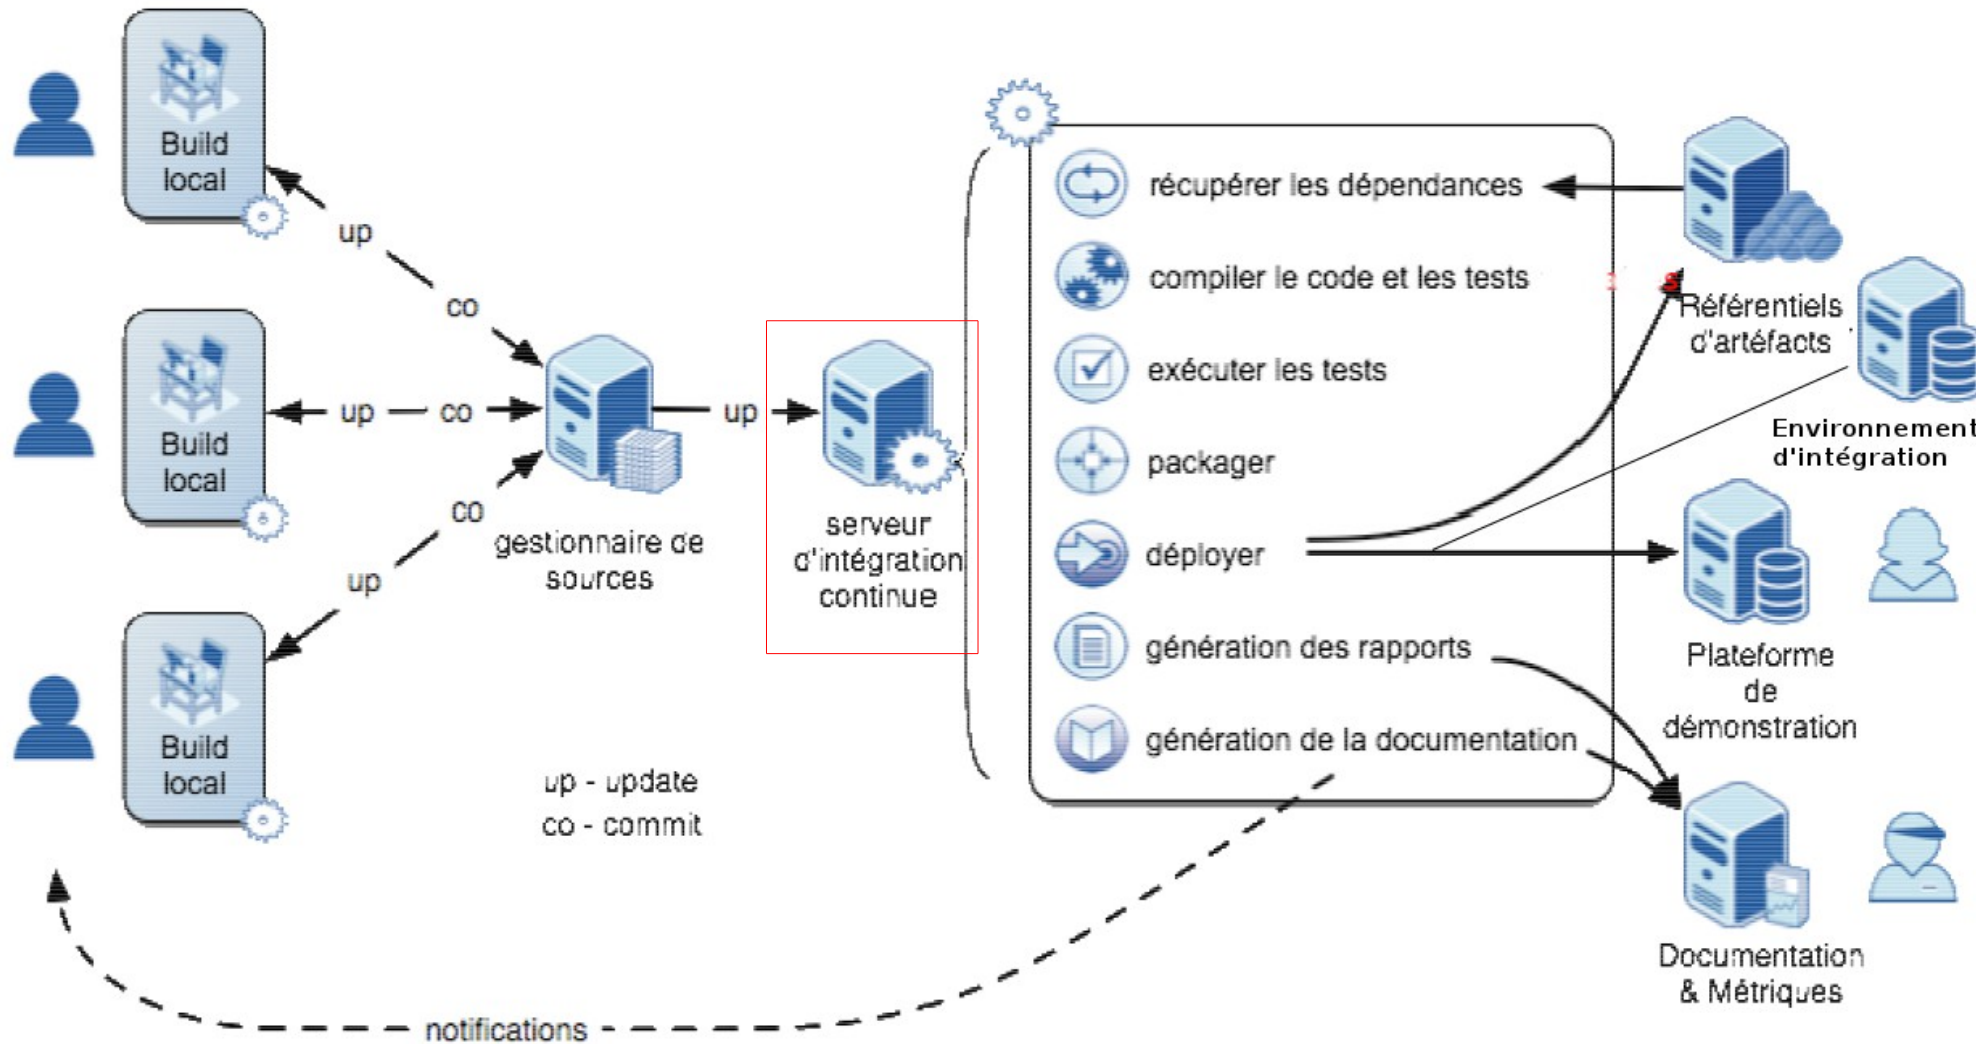 Build
local
up
co
Build
local
up
co
co
up
Build
local
gestionnaire de
sources
up
serveur
d'intégration
continue
up - update
co - commit
récupérer les dépendances
compiler le code et les tests
exécuter les tests
packager
déployer
génération des rapports
génération de la documentation
Référentiels
d'artéfacts
Environnement
d'intégration
Plateforme
de
démonstration
Documentation
& Métriques
notifications